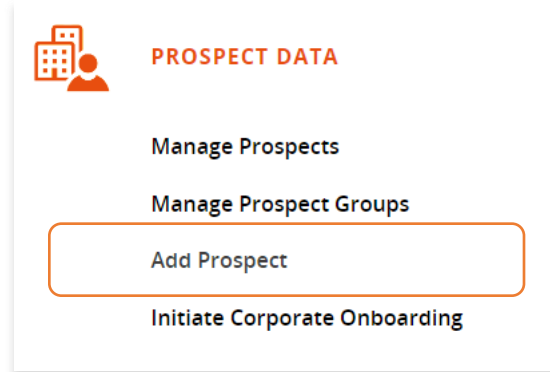 PROSPECT DATA
Manage Prospects
Manage Prospect Groups
Add Prospect
Initiate Corporate Onboarding